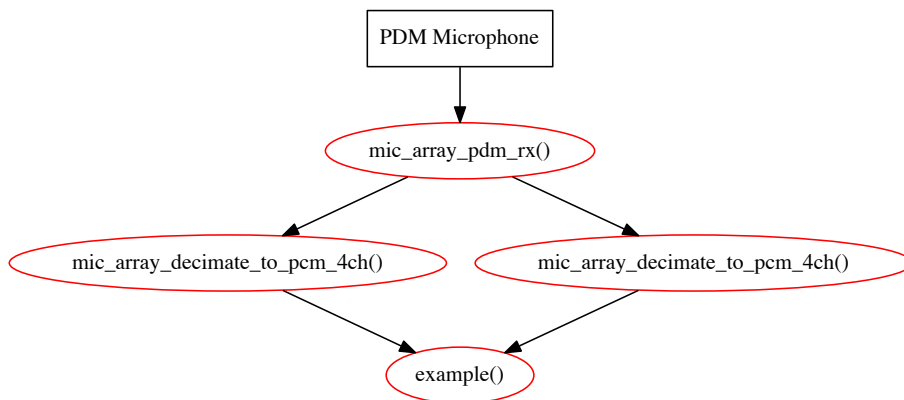 PDM Microphone
mic_array_pdm_rx()
mic_array_decimate_to_pcm_4ch()
mic_array_decimate_to_pcm_4ch()
example()